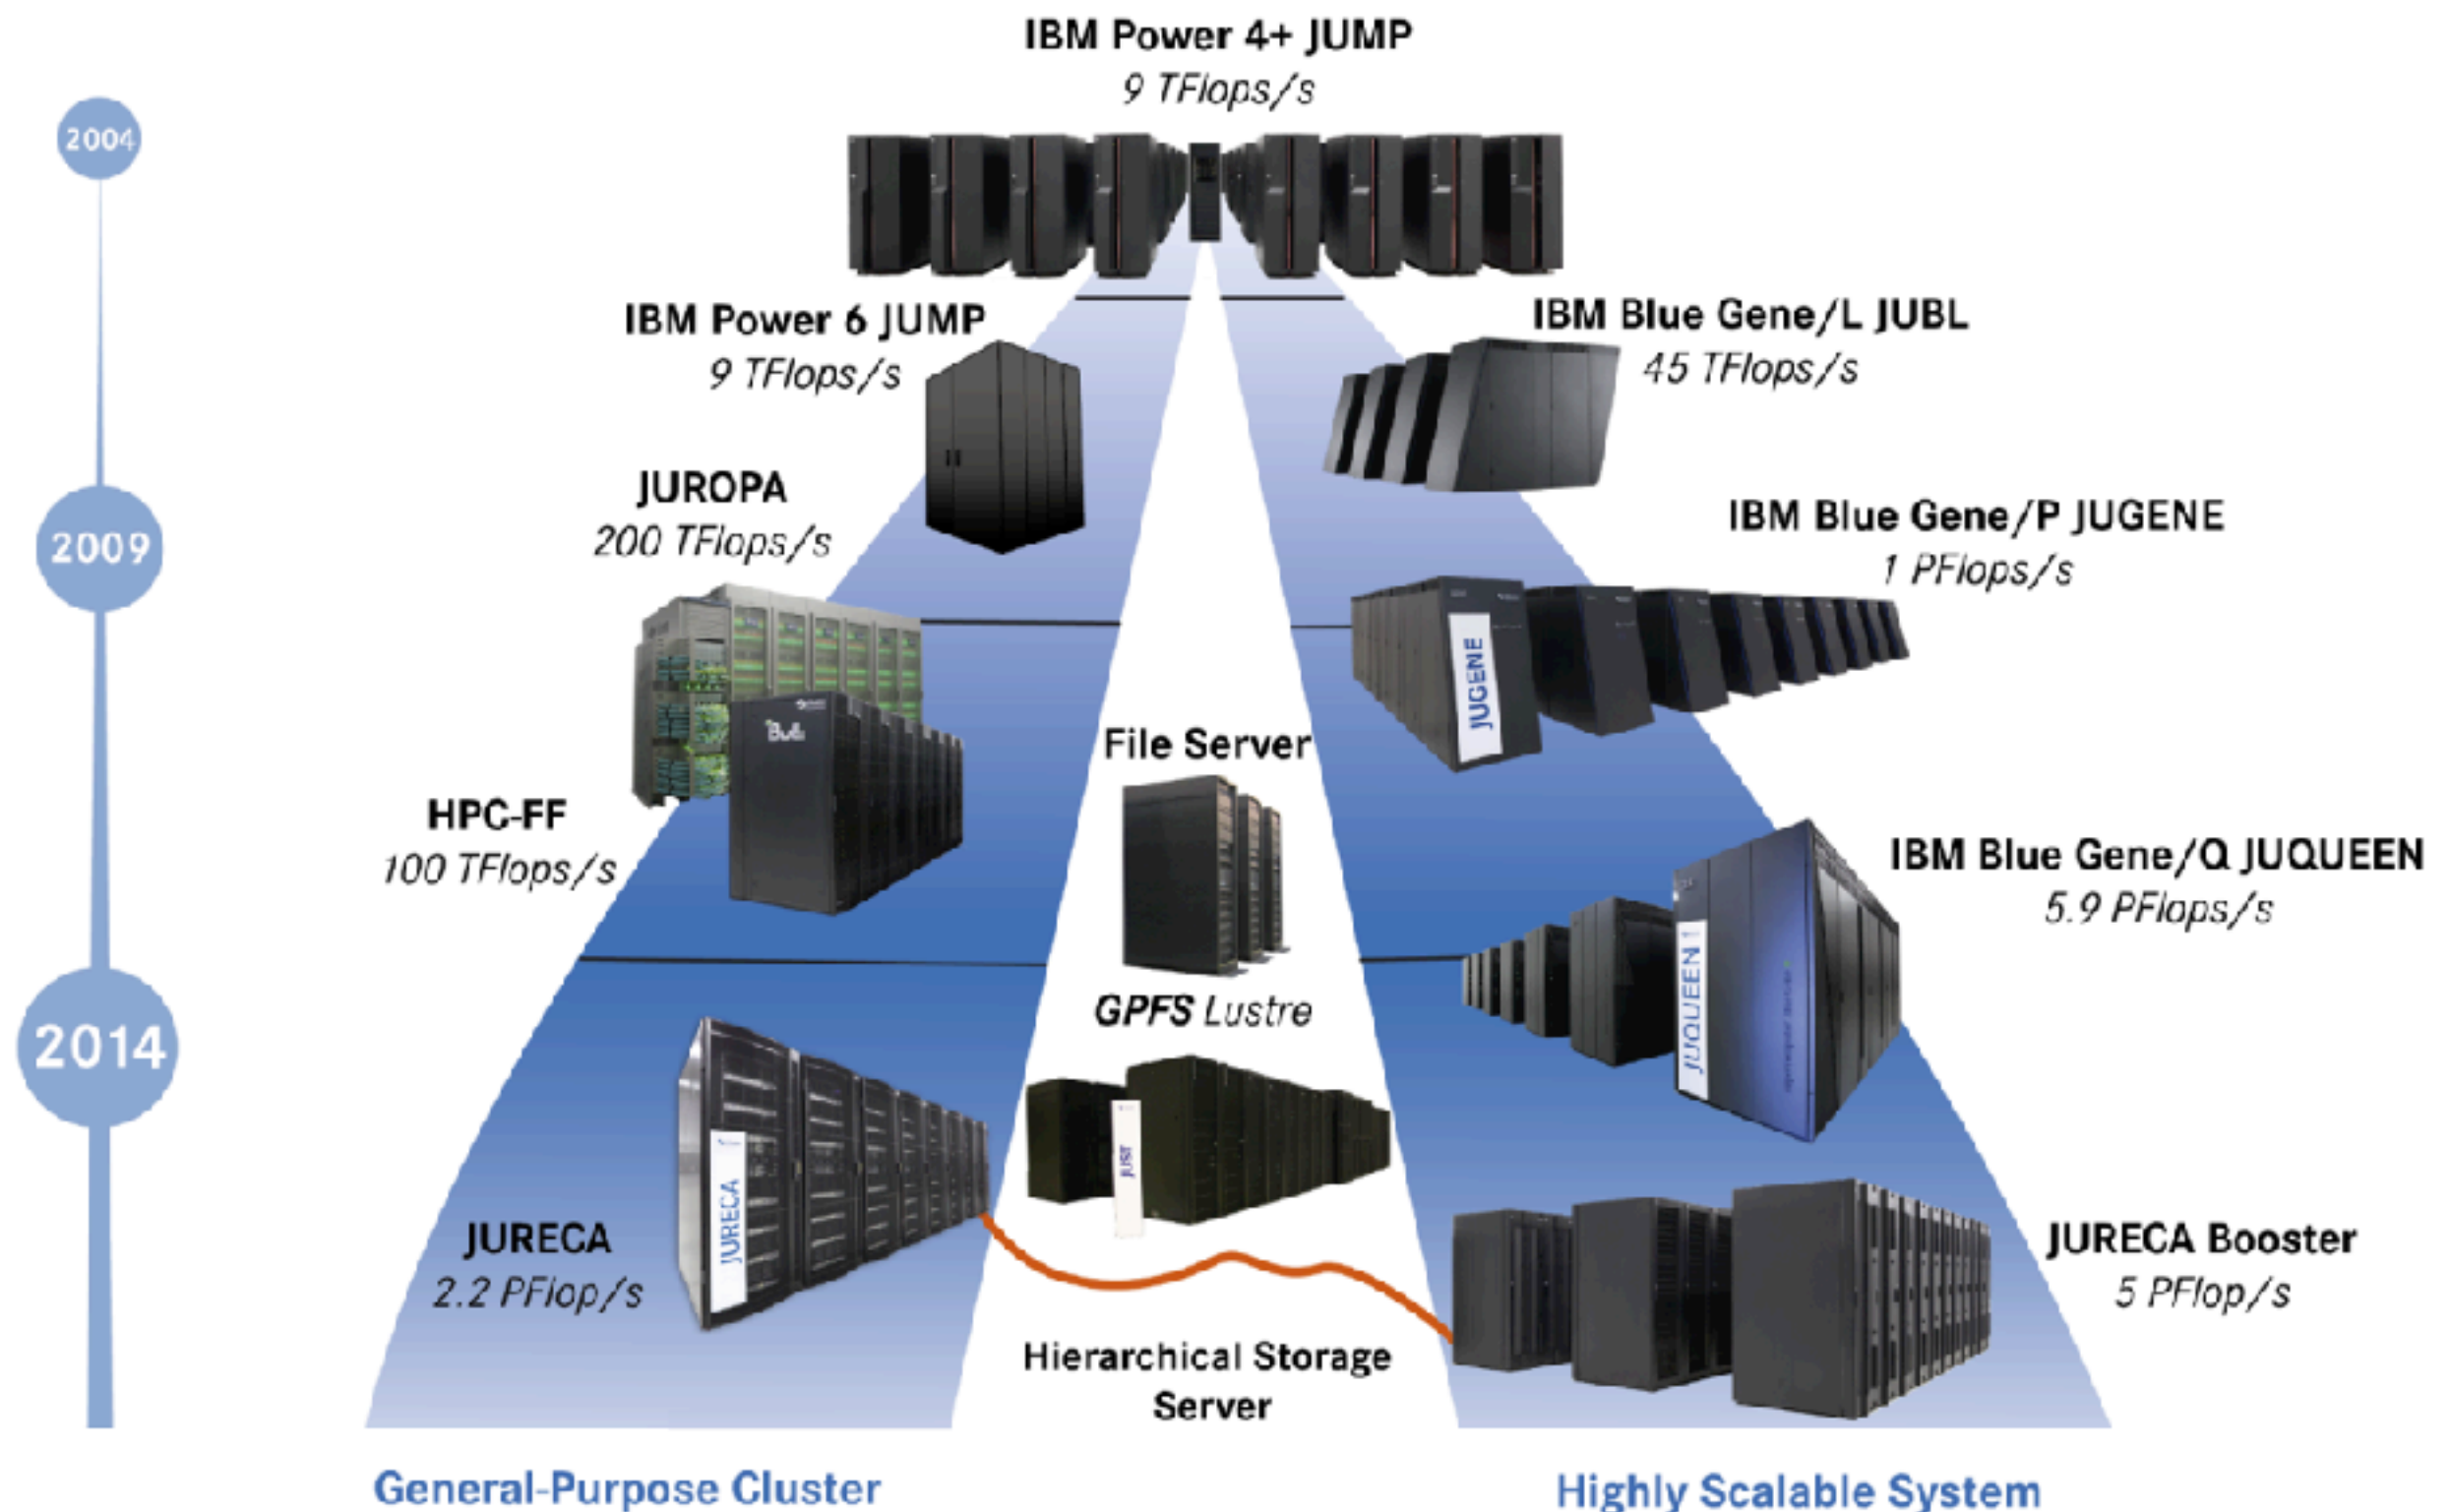 IBM Power 4+ JUMP
9 TFlops/s
2004
IBM Power 6 JUMP
9 TFlops/s
IBM Blue Gene/L JUBL
45 TFlops/s
JUROPA
200 TFlops/s
2009
IBM Blue Gene/P JUGENE
1 PFlops/s
JUGENE
Bull
File Server
HPC-FF
100 TFlops/s
IBM Blue Gene/Q JUQUEEN
5.9 PFlops/s
JUQUEEN
GPFS Lustre
2014
JUST
JURECA
JURECA
2.2 PFlop/s
JURECA Booster
5 PFlop/s
Hierarchical Storage
Server
General-Purpose Cluster
Highly Scalable System